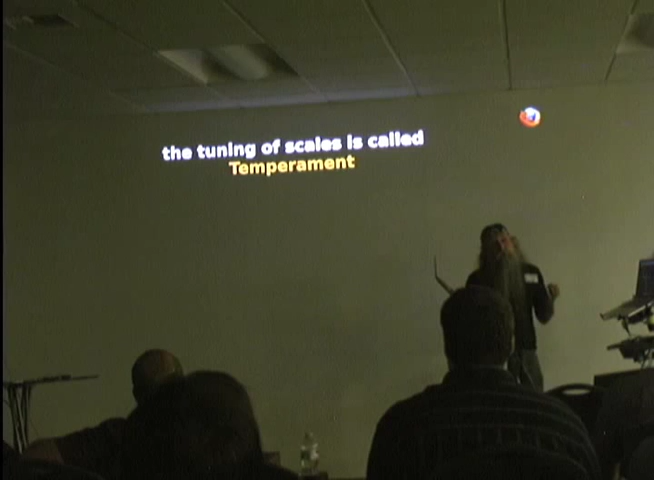 the tuning of scales is called
Temperament